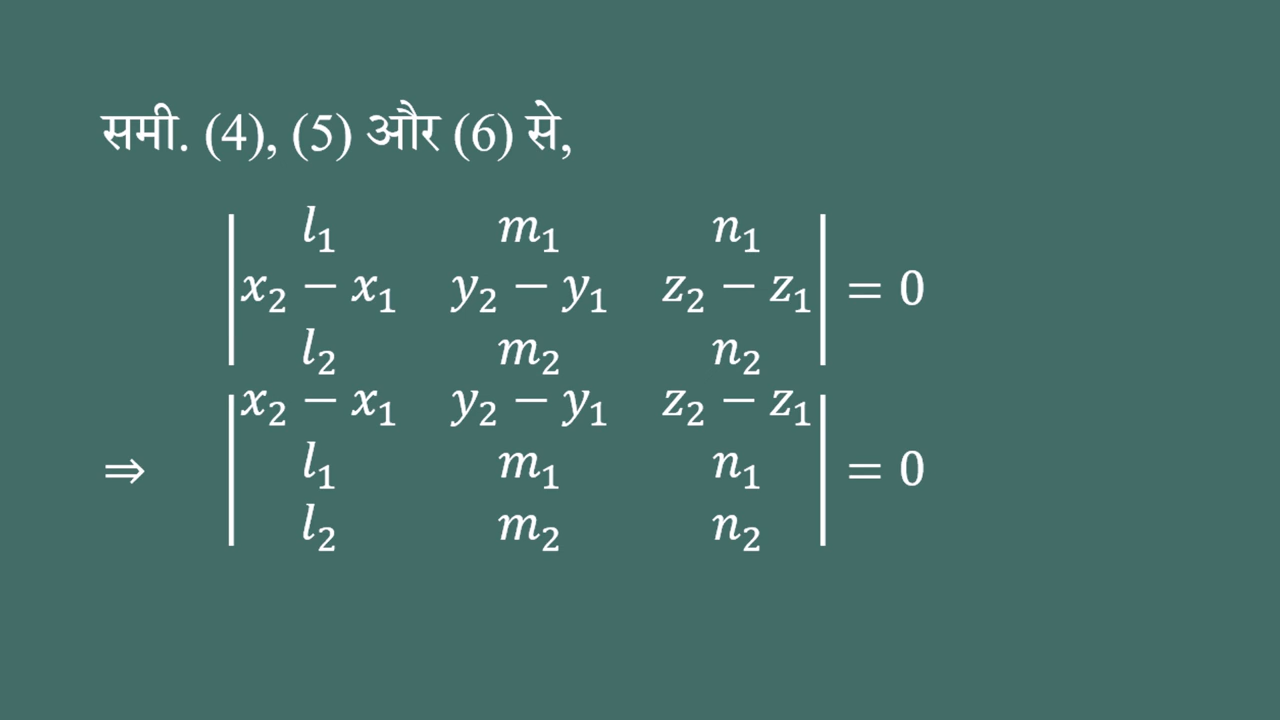 समी. (4), (5) और (6) से,
| l₁ m₁ n₁ |
| x₂ − x₁ y₂ − y₁ z₂ − z₁ | = 0
| l₂ m₂ n₂ |
| x₂ − x₁ y₂ − y₁ z₂ − z₁ |
⇒ | l₁ m₁ n₁ | = 0
| l₂ m₂ n₂ |